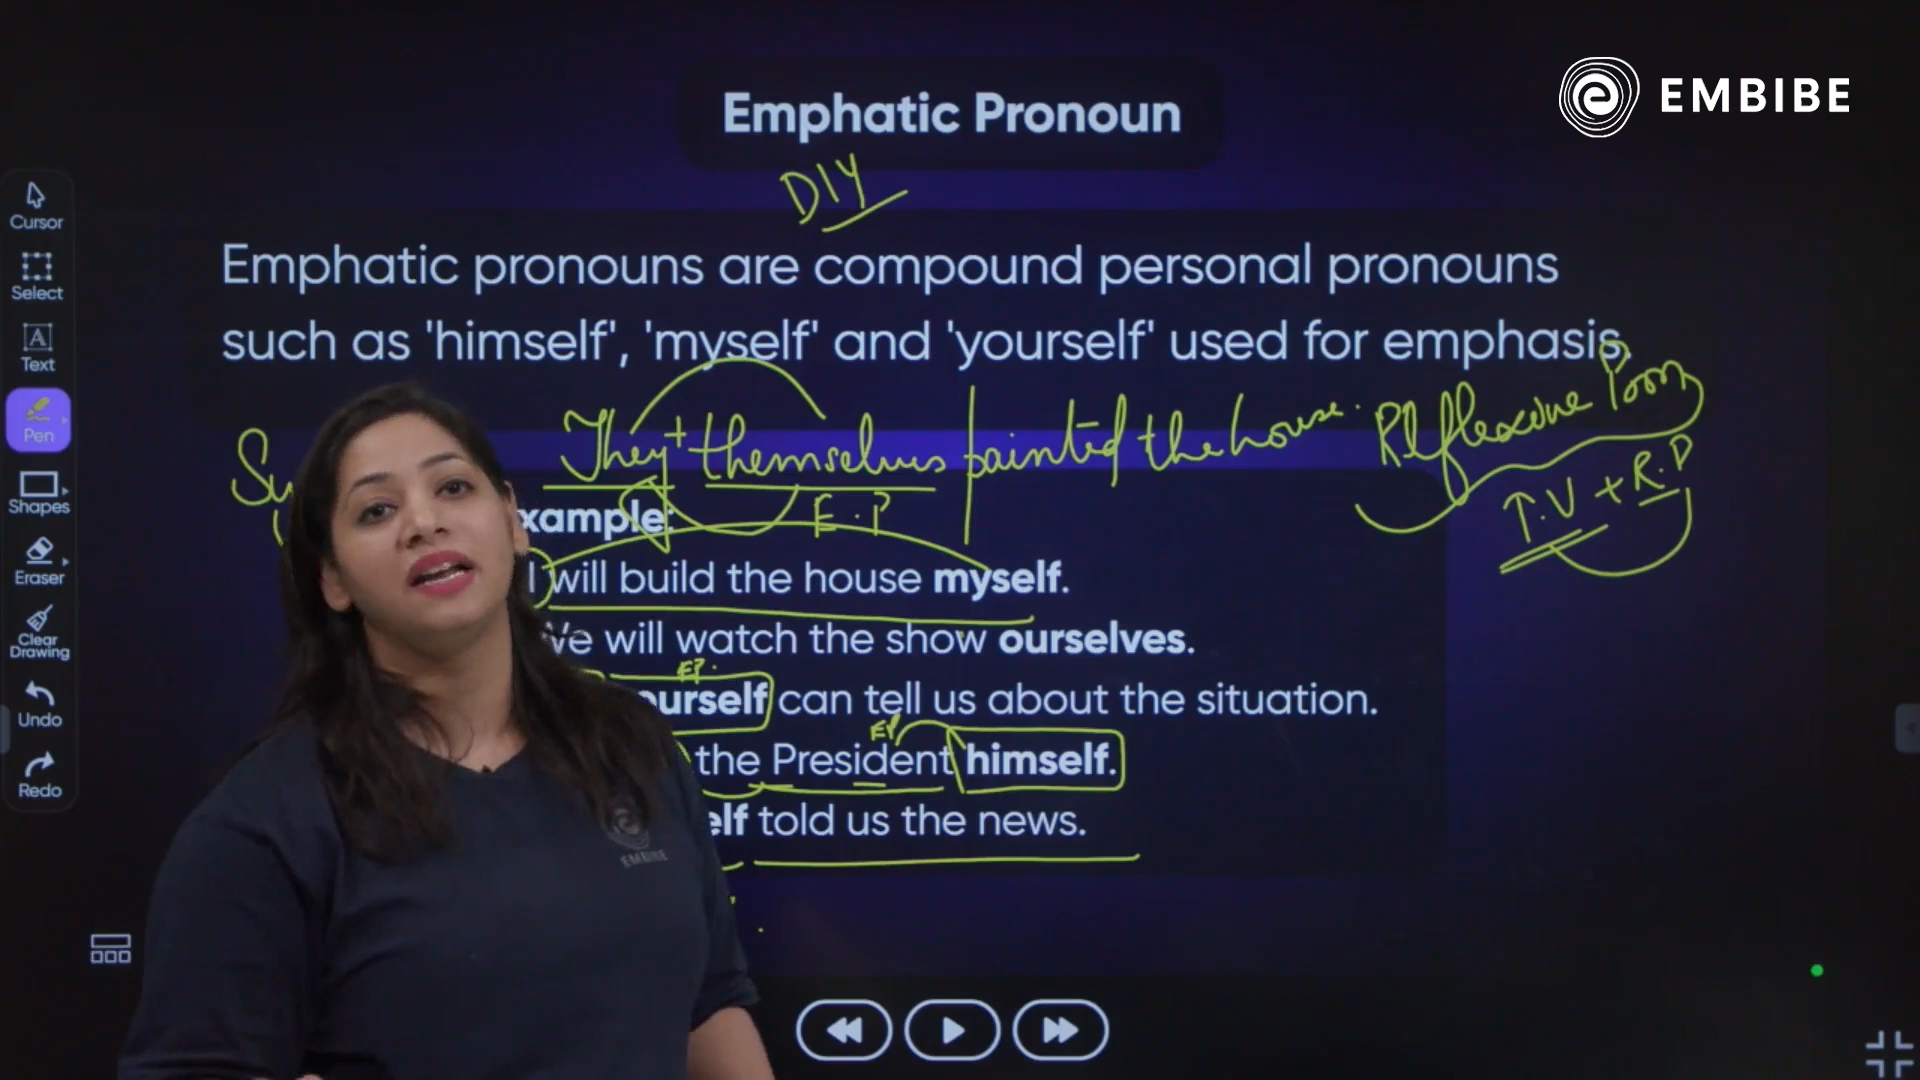 EMBIBE
Emphatic Pronoun
DIY
Emphatic pronouns are compound personal pronouns
such as 'himself', 'myself' and 'yourself' used for emphasis.
They + themselves painted the house.
Reflexive Pron
T.V + R.P
E.P
xample:
I will build the house myself.
We will watch the show ourselves.
E.P.
ourself can tell us about the situation.
EP
the President himself.
elf told us the news.
EMBIBE
Cursor
Select
Text
Pen
Shapes
Eraser
Clear
Drawing
Undo
Redo